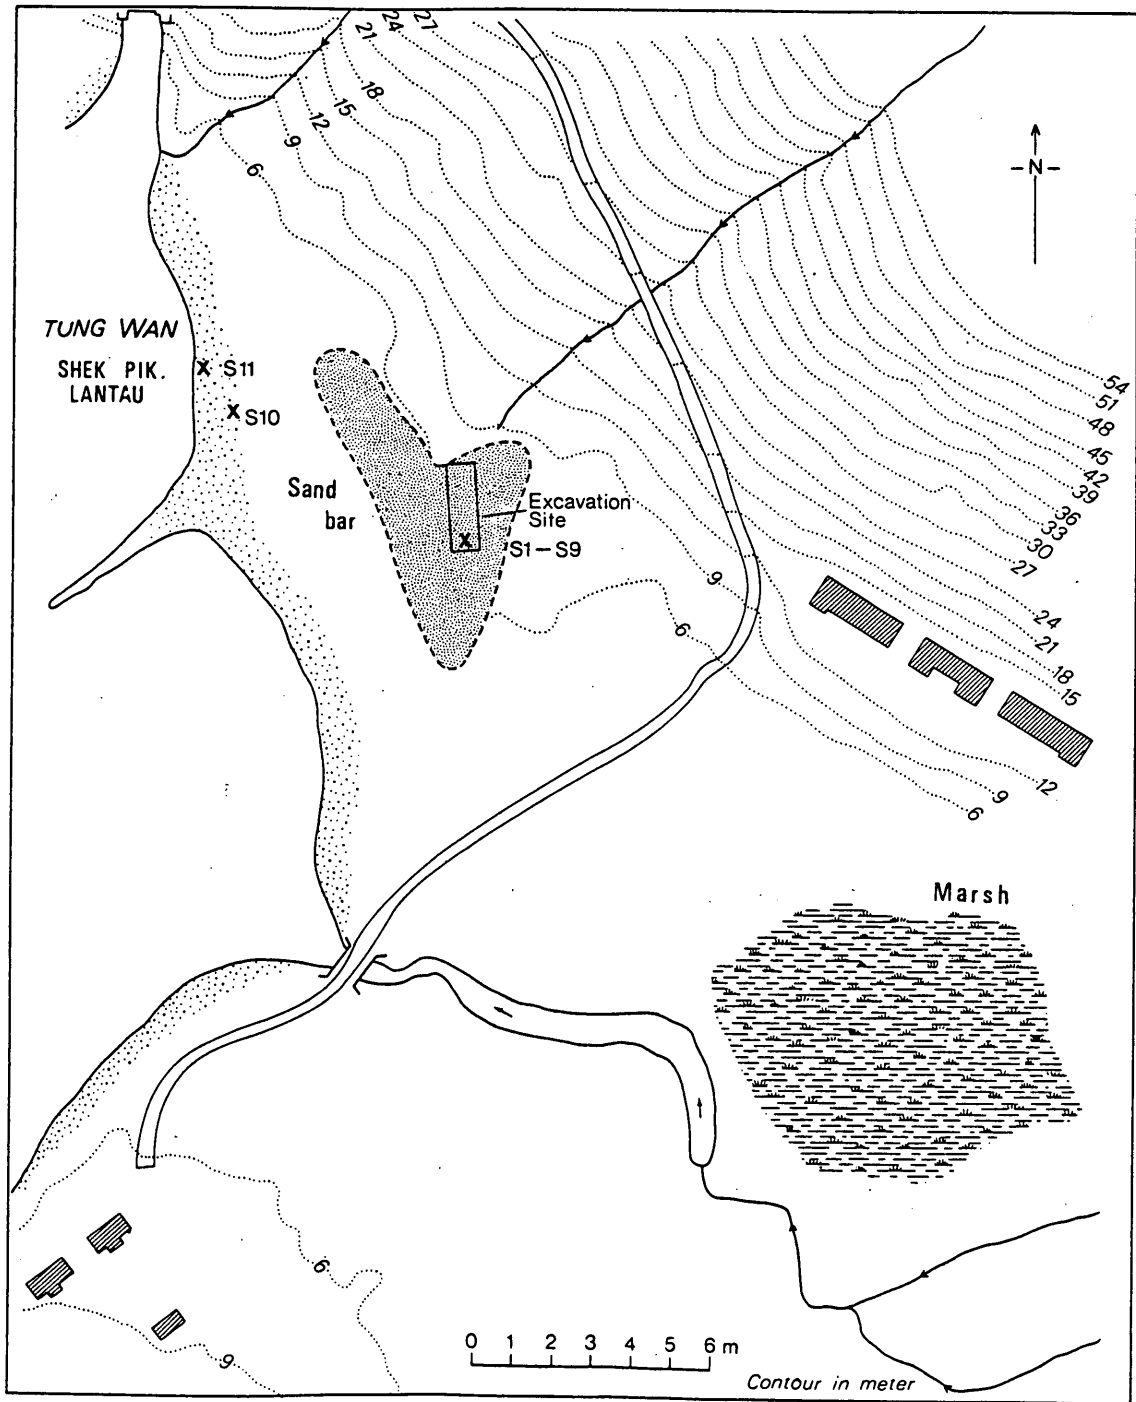 27
24
21
18
15
12
9
6
-N-
TUNG WAN
SHEK PIK.
LANTAU
x S11
x S10
Sand
bar
Excavation
Site
x
S1-S9
54
51
48
45
42
39
36
33
30
27
24
21
18
15
12
9
6
9
6
Marsh
6
9
0 1 2 3 4 5 6 m
Contour in meter